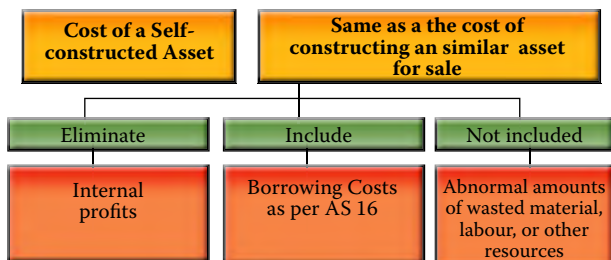 Cost of a Self-
constructed Asset
Same as a the cost of
constructing an similar asset
for sale
Eliminate
Include
Not included
Internal
profits
Borrowing Costs
as per AS 16
Abnormal amounts
of wasted material,
labour, or other
resources